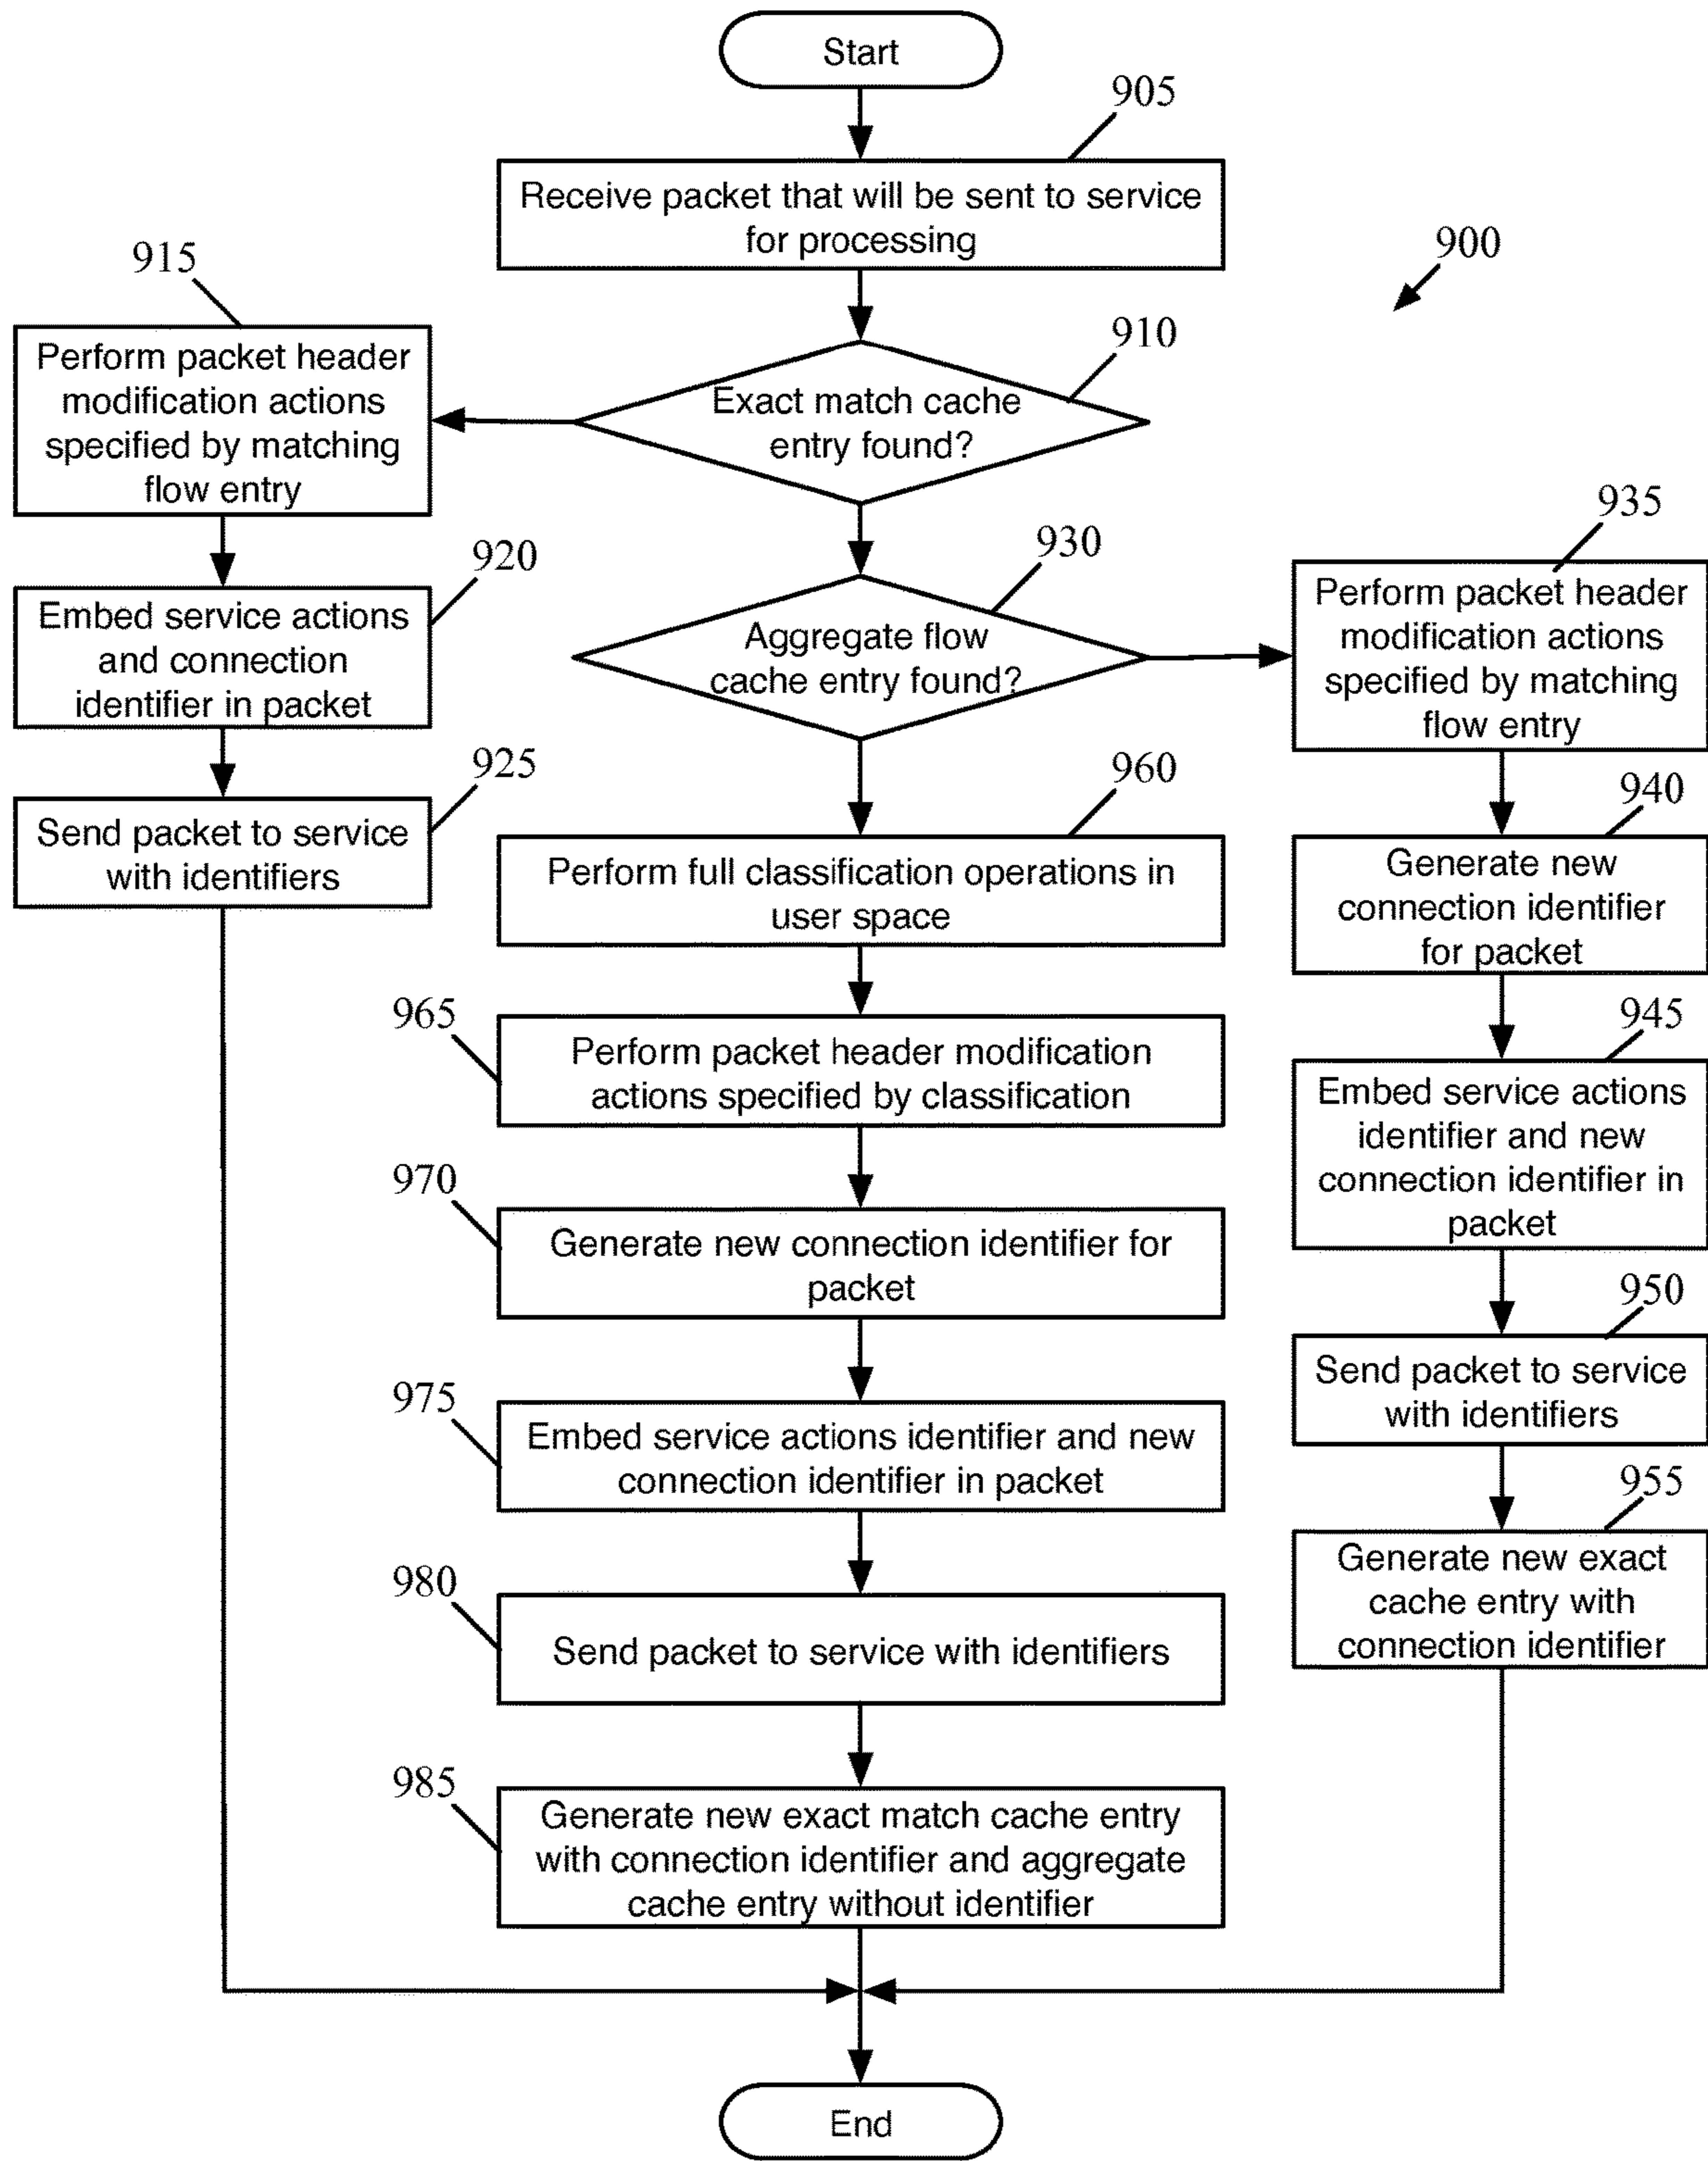 Start
905
Receive packet that will be sent to service
for processing
900
915
Perform packet header
modification actions
specified by matching
flow entry
910
Exact match cache
entry found?
920
Embed service actions
and connection
identifier in packet
925
Send packet to service
with identifiers
930
Aggregate flow
cache entry found?
935
Perform packet header
modification actions
specified by matching
flow entry
940
Generate new
connection identifier
for packet
945
Embed service actions
identifier and new
connection identifier in
packet
950
Send packet to service
with identifiers
955
Generate new exact
cache entry with
connection identifier
960
Perform full classification operations in
user space
965
Perform packet header modification
actions specified by classification
970
Generate new connection identifier for
packet
975
Embed service actions identifier and new
connection identifier in packet
980
Send packet to service with identifiers
985
Generate new exact match cache entry
with connection identifier and aggregate
cache entry without identifier
End